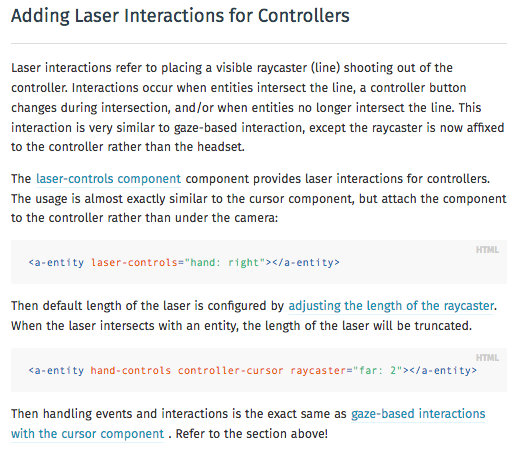 Adding Laser Interactions for Controllers
Laser interactions refer to placing a visible raycaster (line) shooting out of the
controller. Interactions occur when entities intersect the line, a controller button
changes during intersection, and/or when entities no longer intersect the line. This
interaction is very similar to gaze-based interaction, except the raycaster is now affixed
to the controller rather than the headset.
The laser-controls component component provides laser interactions for controllers.
The usage is almost exactly similar to the cursor component, but attach the component
to the controller rather than under the camera:
HTML
<a-entity laser-controls="hand: right"></a-entity>
Then default length of the laser is configured by adjusting the length of the raycaster.
When the laser intersects with an entity, the length of the laser will be truncated.
HTML
<a-entity hand-controls controller-cursor raycaster="far: 2"></a-entity>
Then handling events and interactions is the exact same as gaze-based interactions
with the cursor component . Refer to the section above!